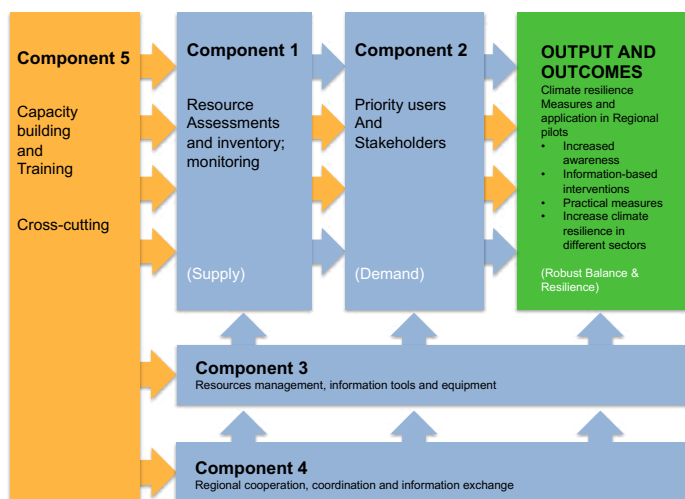 Component 5
Capacity
building
and
Training
Cross-cutting
Component 1
Resource
Assessments
and inventory;
monitoring
(Supply)
Component 2
Priority users
And
Stakeholders
(Demand)
OUTPUT AND
OUTCOMES
Climate resilience
Measures and
application in Regional
pilots
• Increased
awareness
• Information-based
interventions
• Practical measures
• Increase climate
resilience in
different sectors
(Robust Balance &
Resilience)
Component 3
Resources management, information tools and equipment
Component 4
Regional cooperation, coordination and information exchange